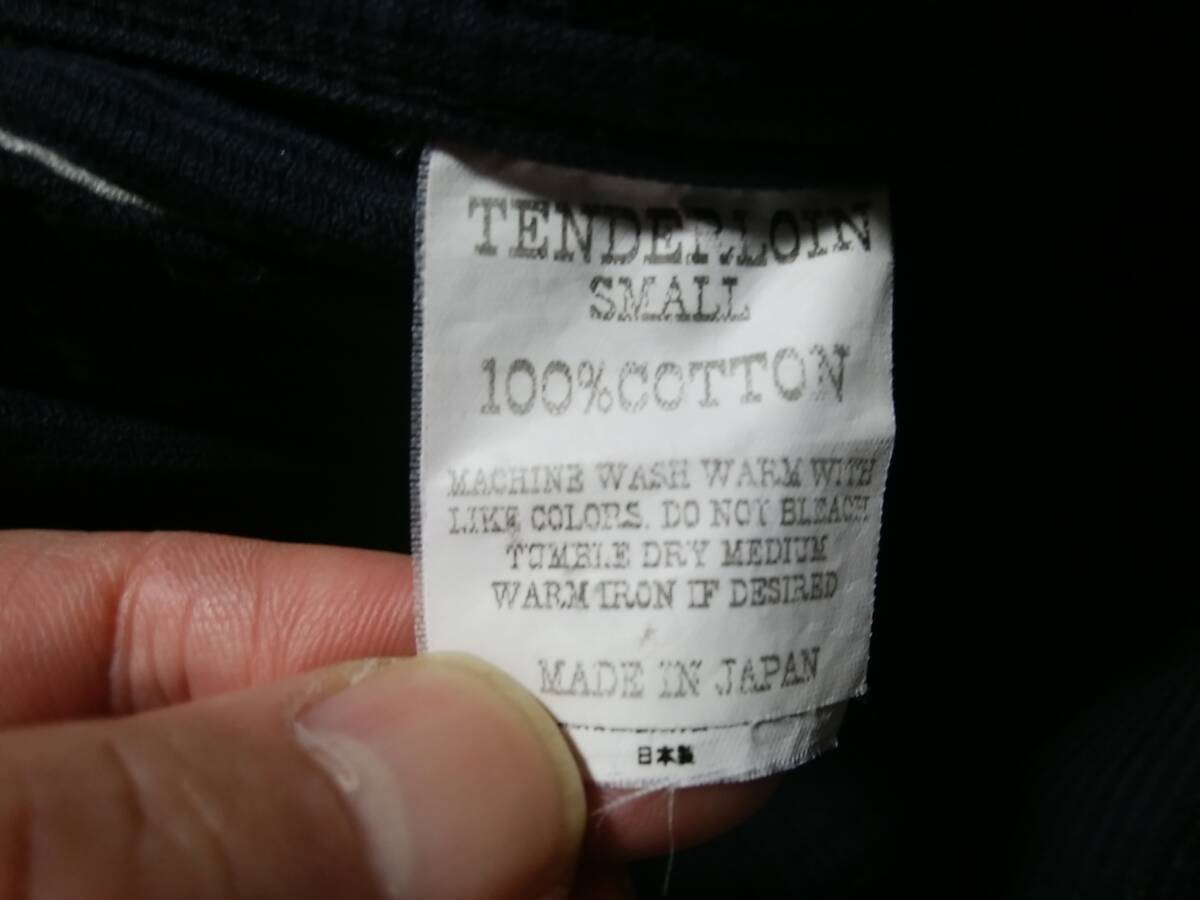 TENDERLOIN
SMALL
100%COTTON
MACHINE WASH WARM WITH
LIKE COLORS. DO NOT BLEACH
TUMBLE DRY MEDIUM
WARM IRON IF DESIRED
MADE IN JAPAN
日本製